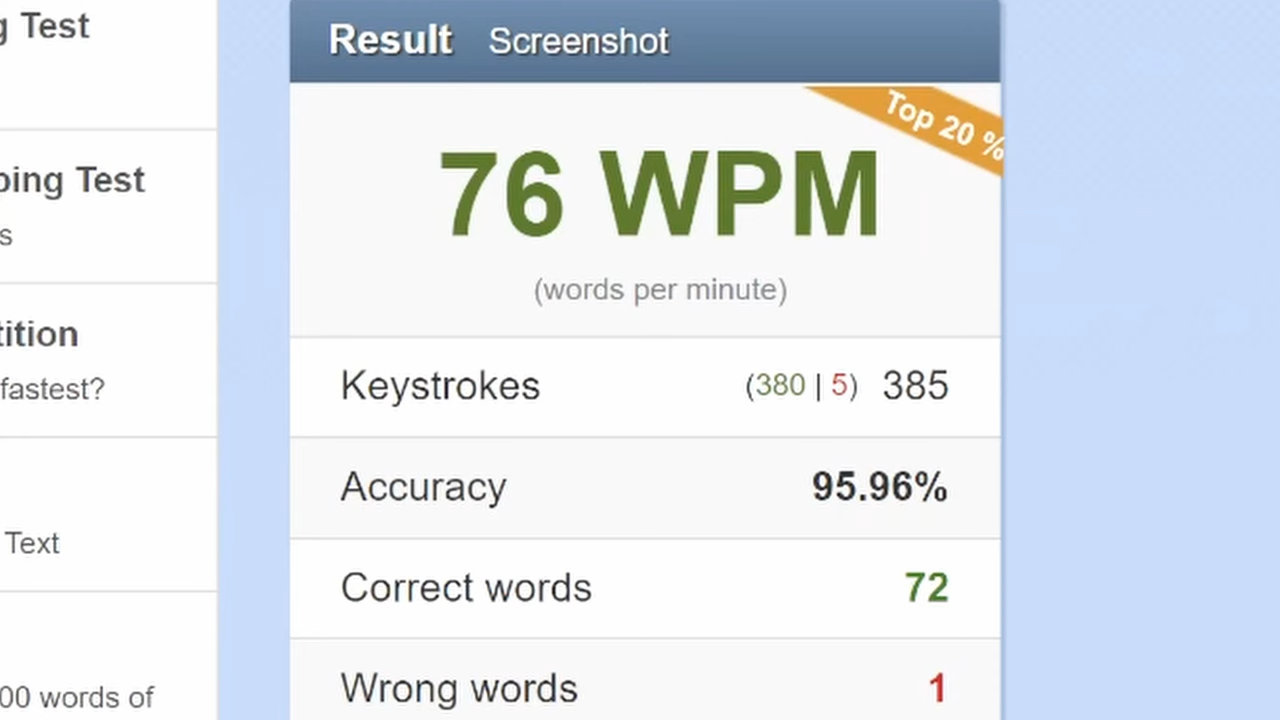 g Test
ping Test
s
tition
fastest?
Text
00 words of
Result Screenshot
Top 20 %
76 WPM
(words per minute)
Keystrokes (380 | 5) 385
Accuracy 95.96%
Correct words 72
Wrong words 1